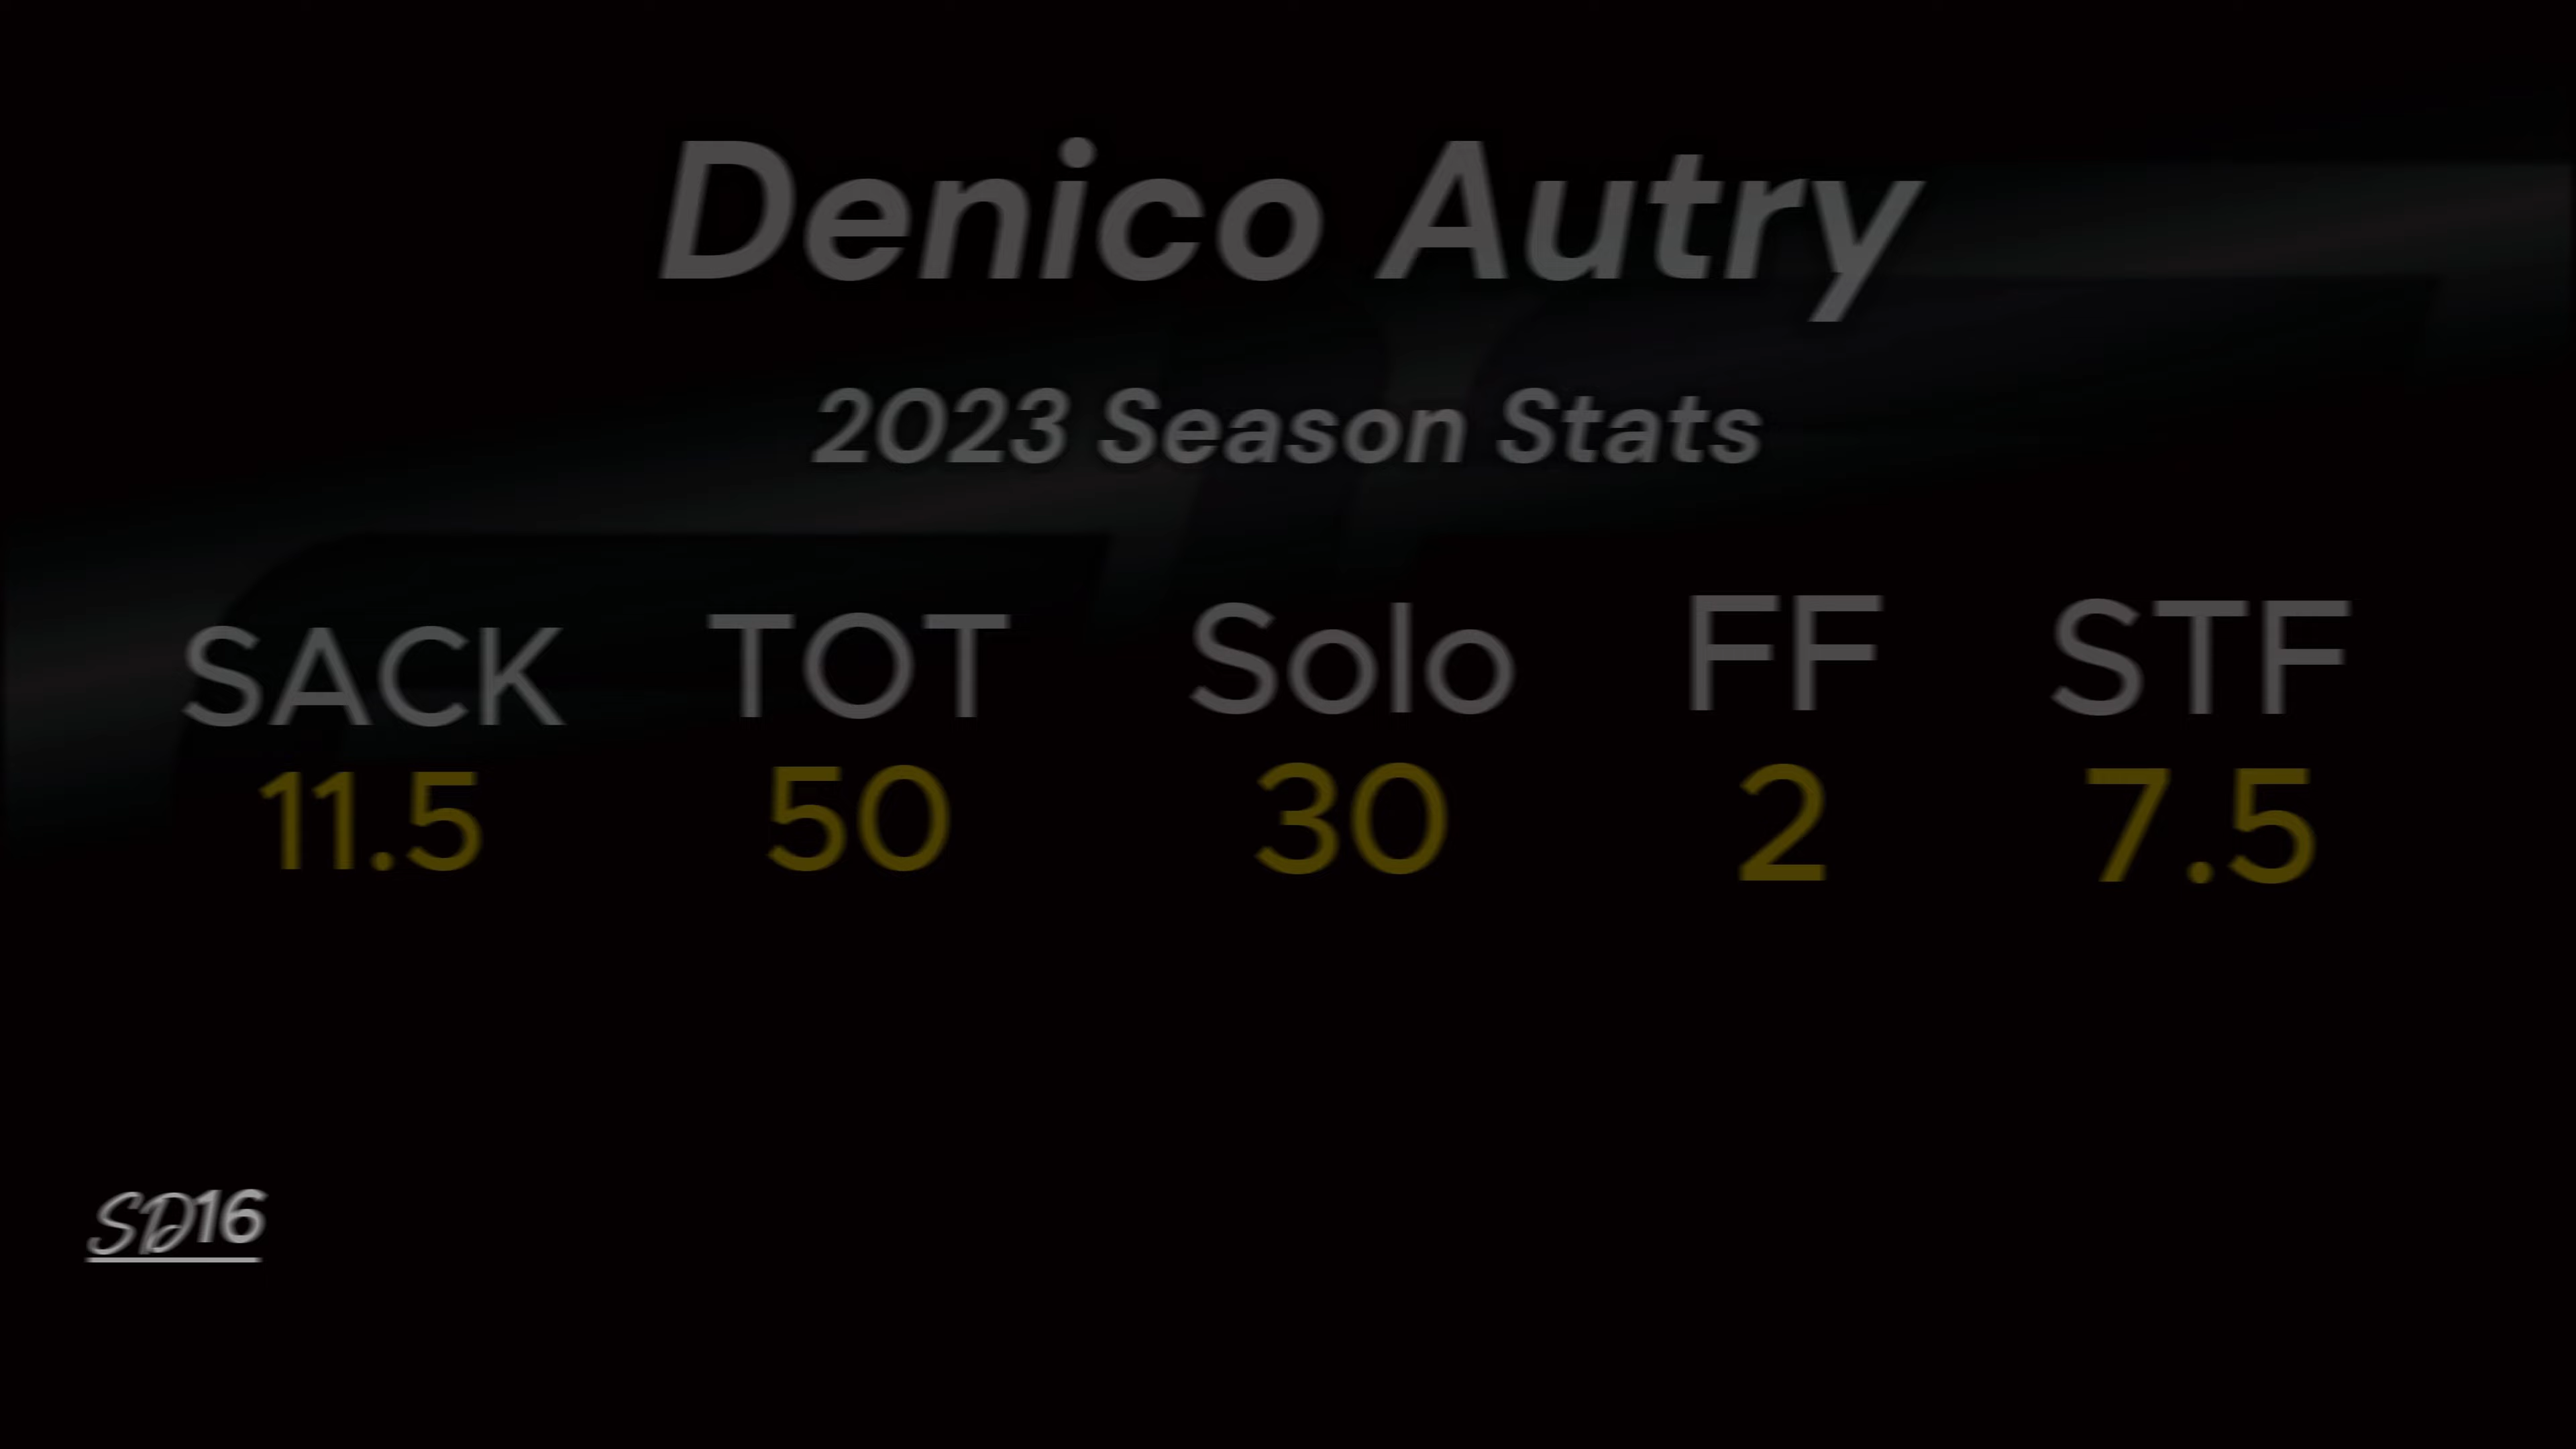 Denico Autry
2023 Season Stats
SACK TOT Solo FF STF
11.5 50 30 2 7.5
SD16